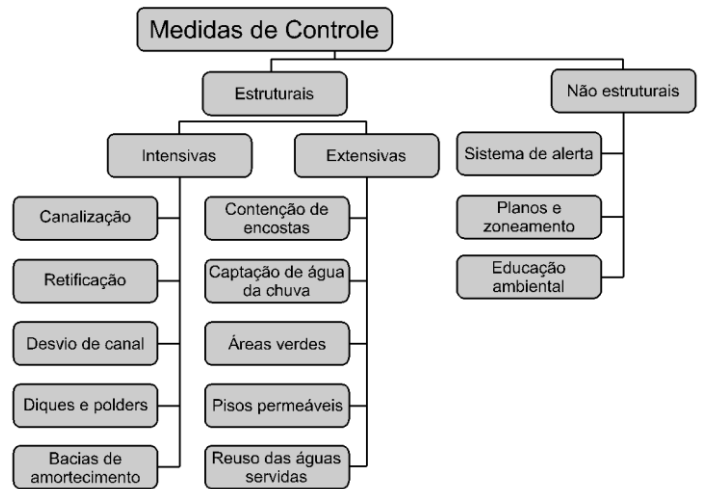 Medidas de Controle
Estruturais
Não estruturais
Intensivas
Extensivas
Sistema de alerta
Canalização
Contenção de
encostas
Planos e
zoneamento
Retificação
Captação de água
da chuva
Educação
ambiental
Desvio de canal
Áreas verdes
Diques e polders
Pisos permeáveis
Bacias de
amortecimento
Reuso das águas
servidas